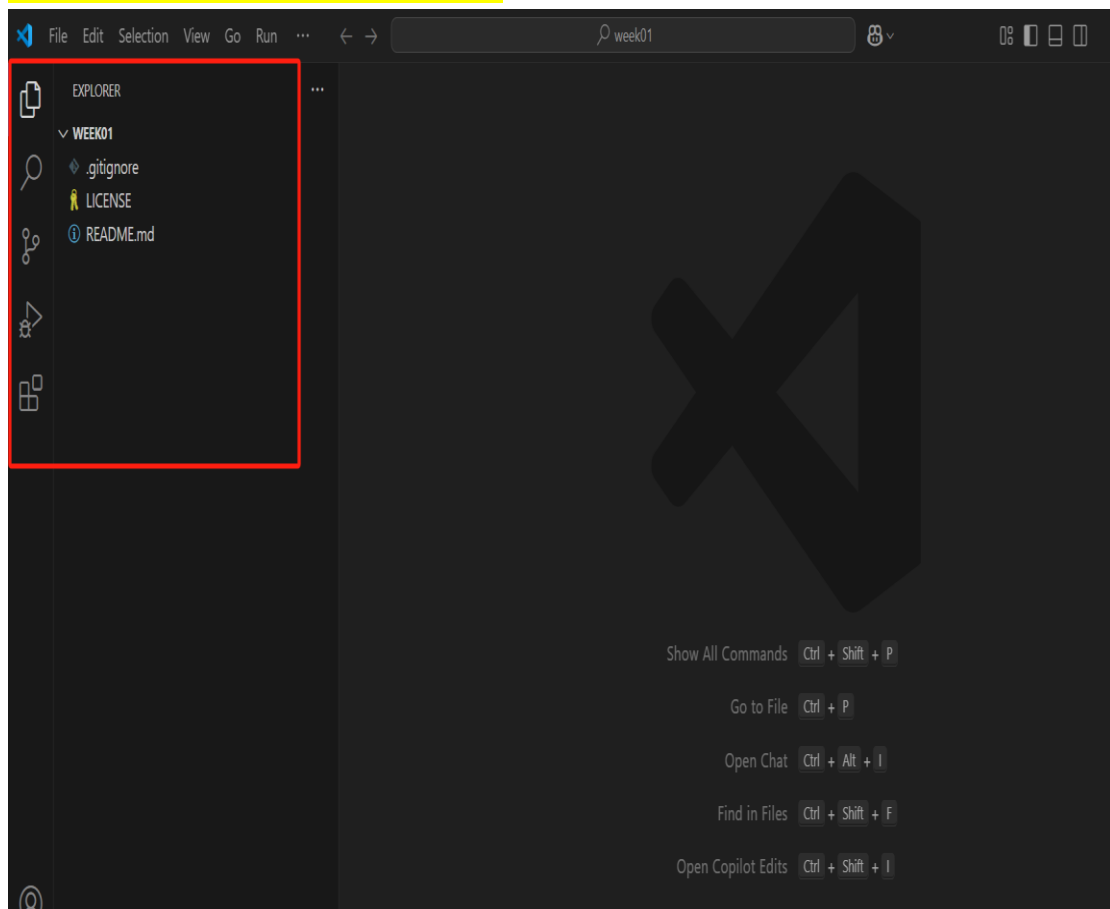 File Edit Selection View Go Run ··· week01
EXPLORER ···
WEEK01
.gitignore
LICENSE
README.md
Show All Commands Ctrl + Shift + P
Go to File Ctrl + P
Open Chat Ctrl + Alt + I
Find in Files Ctrl + Shift + F
Open Copilot Edits Ctrl + Shift + I